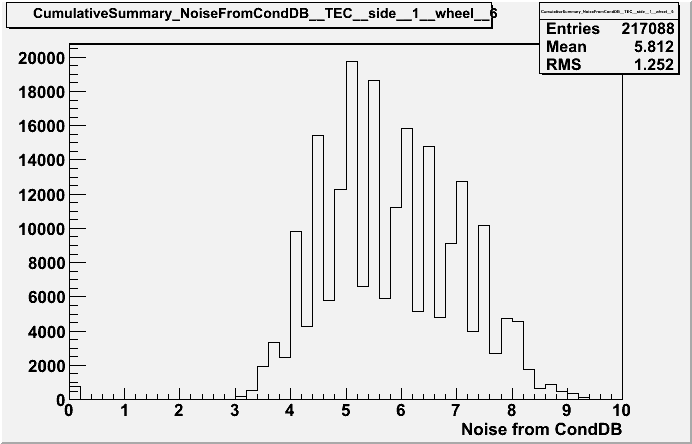 CumulativeSummary_NoiseFromCondDB__TEC__side__1__wheel__6
CumulativeSummary_NoiseFromCondDB__TEC__side__1__wheel__6
Entries 217088
Mean 5.812
RMS 1.252
20000
18000
16000
14000
12000
10000
8000
6000
4000
2000
0
0 1 2 3 4 5 6 7 8 9 10
Noise from CondDB